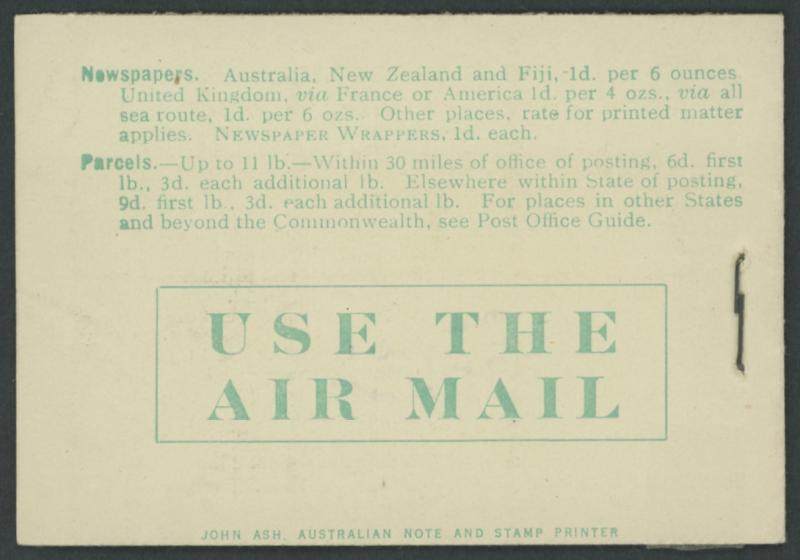 Newspapers. Australia, New Zealand and Fiji, 1d. per 6 ounces
United Kingdom, via France or America 1d. per 4 ozs., via all
sea route, 1d. per 6 ozs. Other places, rate for printed matter
applies. NEWSPAPER WRAPPERS, 1d. each.
Parcels.—Up to 11 lb.—Within 30 miles of office of posting, 6d. first
lb., 3d. each additional lb. Elsewhere within State of posting,
9d. first lb., 3d. each additional lb. For places in other States
and beyond the Commonwealth, see Post Office Guide.
USE THE
AIR MAIL
JOHN ASH, AUSTRALIAN NOTE AND STAMP PRINTER